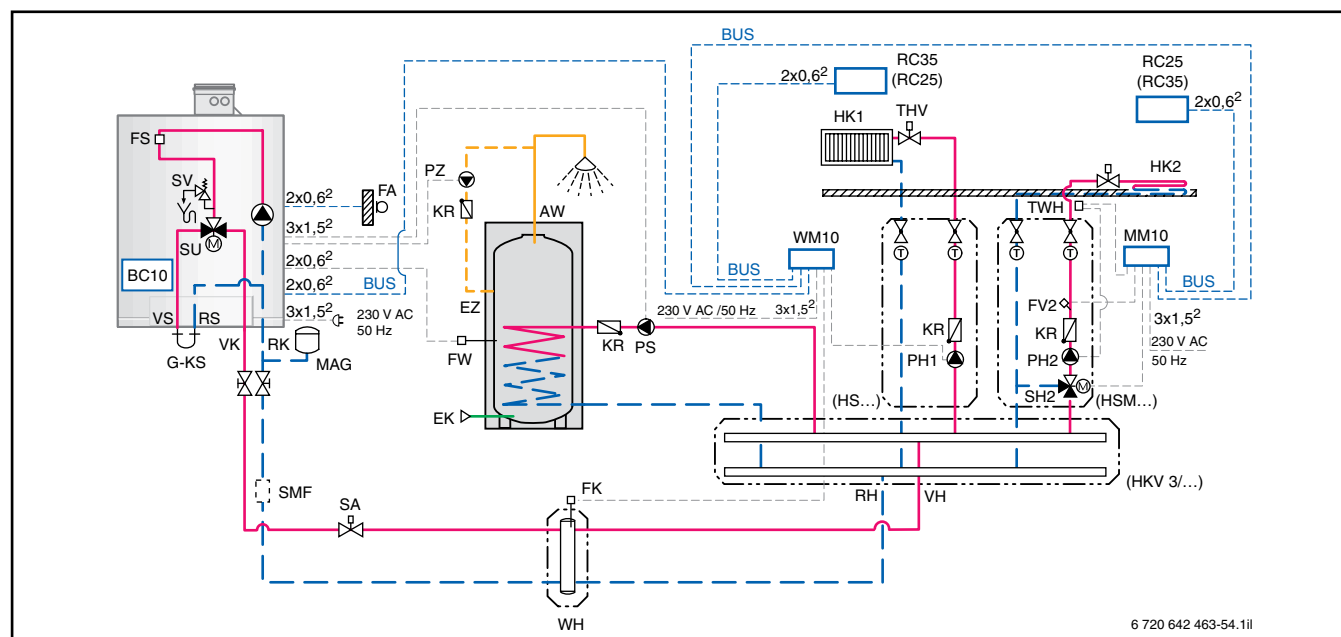 BUS
RC35
(RC25)
2x0,6²
RC25
(RC35)
2x0,6²
HK1
THV
FS
SV
PZ
FA
2x0,6²
HK2
KR
AW
3x1,5²
TWH
SU
M
WM10
T
T
T
T
MM10
BC10
2x0,6²
BUS
BUS
2x0,6²
BUS
EZ
FV2
VS
RS
3x1,5²
230 V AC
50 Hz
230 V AC /50 Hz
3x1,5²
3x1,5²
KR
KR
230 V AC
50 Hz
G-KS
VK
RK
MAG
FW
KR
PS
PH1
PH2
M
SH2
(HS...)
(HSM...)
EK
(HKV 3/...)
SMF
SA
FK
RH
VH
WH
6 720 642 463-54.1il